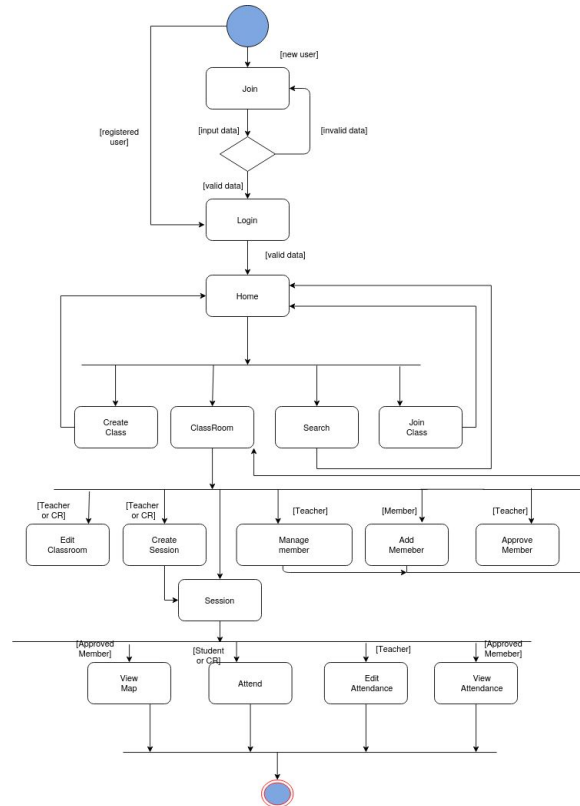 [new user]
Join
[registered
user]
[input data]
[invalid data]
[valid data]
Login
[valid data]
Home
Create
Class
ClassRoom
Search
Join
Class
[Teacher
or CR]
[Teacher
or CR]
[Teacher]
[Member]
[Teacher]
Edit
Classroom
Create
Session
Manage
member
Add
Memeber
Approve
Member
Session
[Approved
Member]
[Student
or CR]
[Teacher]
[Approved
Memeber]
View
Map
Attend
Edit
Attendance
View
Attendance